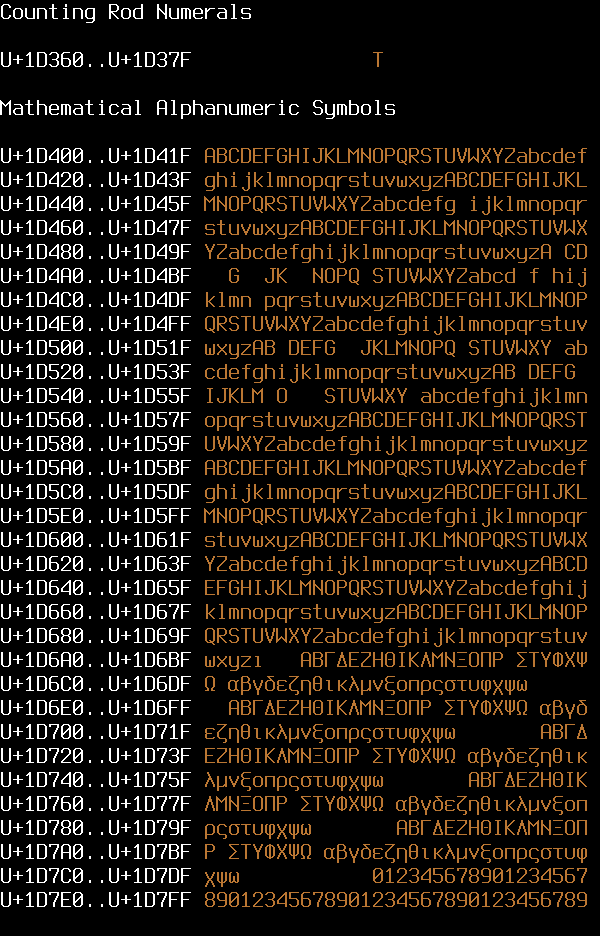 Counting Rod Numerals
U+1D360..U+1D37F               T
Mathematical Alphanumeric Symbols
U+1D400..U+1D41F ABCDEFGHIJKLMNOPQRSTUVWXYZabcdef
U+1D420..U+1D43F ghijklmnopqrstuvwxyzABCDEFGHIJKL
U+1D440..U+1D45F MNOPQRSTUVWXYZabcdefg ijklmnopqr
U+1D460..U+1D47F stuvwxyzABCDEFGHIJKLMNOPQRSTUVWX
U+1D480..U+1D49F YZabcdefghijklmnopqrstuvwxyzA CD
U+1D4A0..U+1D4BF   G  JK  NOPQ STUVWXYZabcd f hij
U+1D4C0..U+1D4DF klmn pqrstuvwxyzABCDEFGHIJKLMNOP
U+1D4E0..U+1D4FF QRSTUVWXYZabcdefghijklmnopqrstuv
U+1D500..U+1D51F wxyzAB DEFG  JKLMNOPQ STUVWXY ab
U+1D520..U+1D53F cdefghijklmnopqrstuvwxyzAB DEFG
U+1D540..U+1D55F IJKLM O   STUVWXY abcdefghijklmn
U+1D560..U+1D57F opqrstuvwxyzABCDEFGHIJKLMNOPQRST
U+1D580..U+1D59F UVWXYZabcdefghijklmnopqrstuvwxyz
U+1D5A0..U+1D5BF ABCDEFGHIJKLMNOPQRSTUVWXYZabcdef
U+1D5C0..U+1D5DF ghijklmnopqrstuvwxyzABCDEFGHIJKL
U+1D5E0..U+1D5FF MNOPQRSTUVWXYZabcdefghijklmnopqr
U+1D600..U+1D61F stuvwxyzABCDEFGHIJKLMNOPQRSTUVWX
U+1D620..U+1D63F YZabcdefghijklmnopqrstuvwxyzABCD
U+1D640..U+1D65F EFGHIJKLMNOPQRSTUVWXYZabcdefghij
U+1D660..U+1D67F klmnopqrstuvwxyzABCDEFGHIJKLMNOP
U+1D680..U+1D69F QRSTUVWXYZabcdefghijklmnopqrstuv
U+1D6A0..U+1D6BF wxyzı   ΑΒΓΔΕΖΗΘΙΚΛΜΝΞΟΠΡ ΣΤΥΦΧΨ
U+1D6C0..U+1D6DF Ω αβγδεζηθικλμνξοπρςστυφχψω
U+1D6E0..U+1D6FF   ΑΒΓΔΕΖΗΘΙΚΛΜΝΞΟΠΡ ΣΤΥΦΧΨΩ αβγδ
U+1D700..U+1D71F εζηθικλμνξοπρςστυφχψω       ΑΒΓΔ
U+1D720..U+1D73F ΕΖΗΘΙΚΛΜΝΞΟΠΡ ΣΤΥΦΧΨΩ αβγδεζηθικ
U+1D740..U+1D75F λμνξοπρςστυφχψω       ΑΒΓΔΕΖΗΘΙΚ
U+1D760..U+1D77F ΛΜΝΞΟΠΡ ΣΤΥΦΧΨΩ αβγδεζηθικλμνξοπ
U+1D780..U+1D79F ρςστυφχψω       ΑΒΓΔΕΖΗΘΙΚΛΜΝΞΟΠ
U+1D7A0..U+1D7BF Ρ ΣΤΥΦΧΨΩ αβγδεζηθικλμνξοπρςστυφ
U+1D7C0..U+1D7DF χψω           012345678901234567
U+1D7E0..U+1D7FF 89012345678901234567890123456789